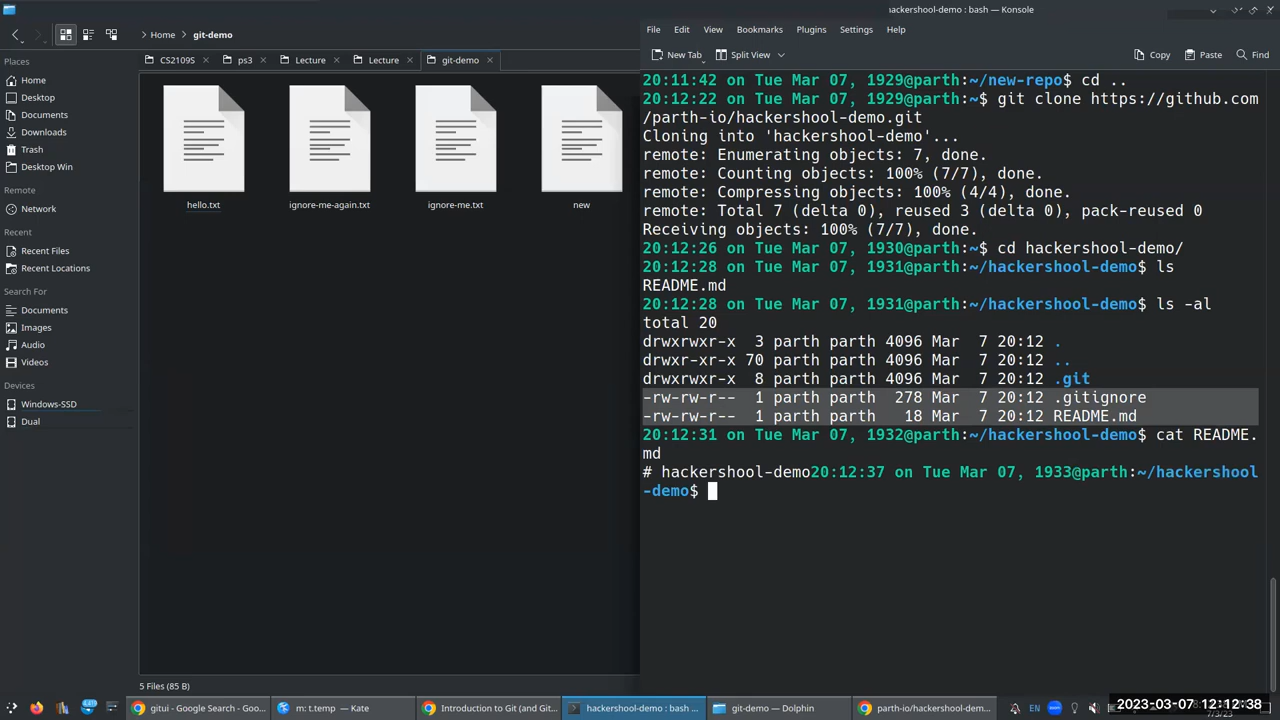 hackershool-demo : bash — Konsole
Home
git-demo
File
Edit
View
Bookmarks
Plugins
Settings
Help
Places
CS2109S
ps3
Lecture
Lecture
git-demo
New Tab
Split View
Copy
Paste
Find
Home
Desktop
Documents
Downloads
Trash
Desktop Win
Remote
Network
Recent
Recent Files
Recent Locations
Search For
Documents
Images
Audio
Videos
Devices
Windows-SSD
Dual
hello.txt
ignore-me-again.txt
ignore-me.txt
new
5 Files (85 B)
20:11:42 on Tue Mar 07, 1929@parth:~/new-repo$ cd ..
20:12:22 on Tue Mar 07, 1929@parth:~$ git clone https://github.com
/parth-io/hackershool-demo.git
Cloning into 'hackershool-demo'...
remote: Enumerating objects: 7, done.
remote: Counting objects: 100% (7/7), done.
remote: Compressing objects: 100% (4/4), done.
remote: Total 7 (delta 0), reused 3 (delta 0), pack-reused 0
Receiving objects: 100% (7/7), done.
20:12:26 on Tue Mar 07, 1930@parth:~$ cd hackershool-demo/
20:12:28 on Tue Mar 07, 1931@parth:~/hackershool-demo$ ls
README.md
20:12:28 on Tue Mar 07, 1931@parth:~/hackershool-demo$ ls -al
total 20
drwxrwxr-x  3 parth parth 4096 Mar  7 20:12 .
drwxr-xr-x 70 parth parth 4096 Mar  7 20:12 ..
drwxrwxr-x  8 parth parth 4096 Mar  7 20:12 .git
-rw-rw-r--  1 parth parth  278 Mar  7 20:12 .gitignore
-rw-rw-r--  1 parth parth   18 Mar  7 20:12 README.md
20:12:31 on Tue Mar 07, 1932@parth:~/hackershool-demo$ cat README.
md
# hackershool-demo20:12:37 on Tue Mar 07, 1933@parth:~/hackershool
-demo$
gitui - Google Search - Goo...
m: t.temp — Kate
Introduction to Git (and Git...
hackershool-demo : bash ...
git-demo — Dolphin
parth-io/hackershool-dem...
EN
2023-03-07 12:12:38
7/3/23